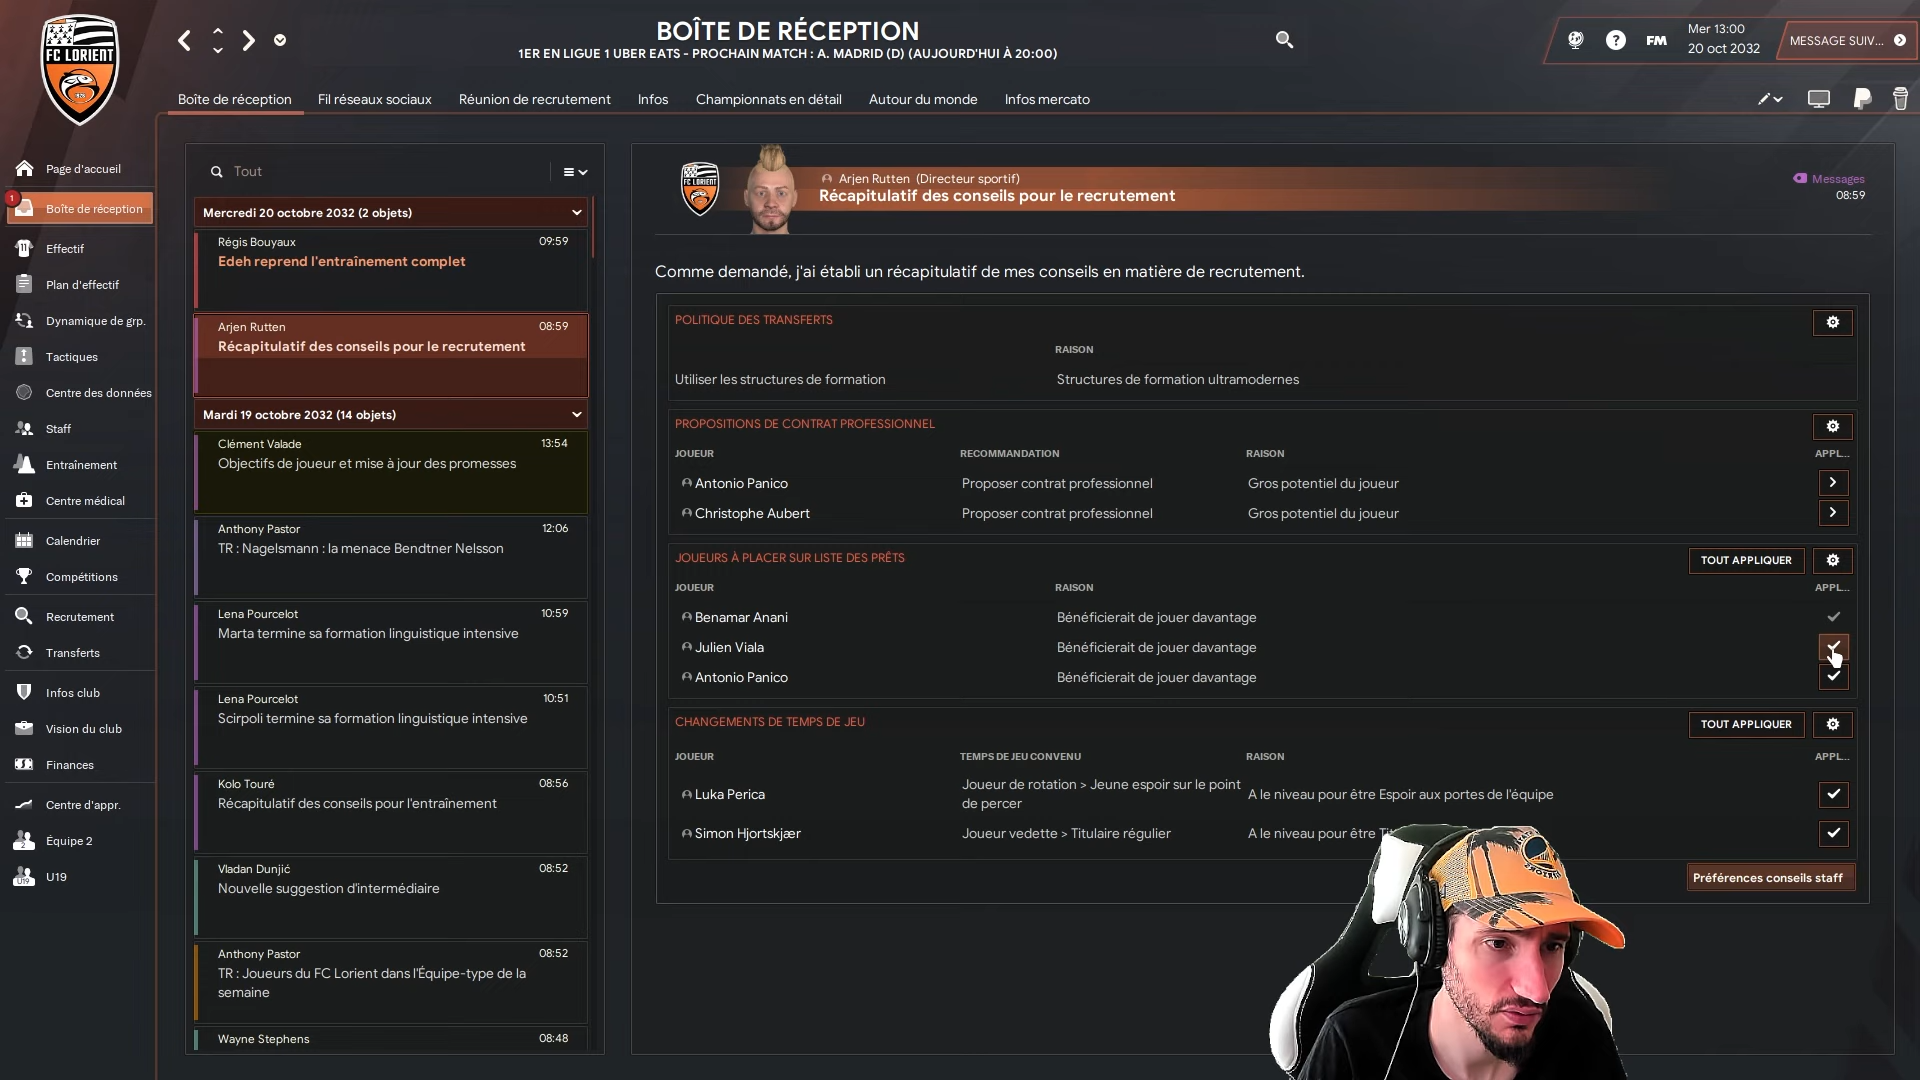 FC LORIENT
BOÎTE DE RÉCEPTION
1ER EN LIGUE 1 UBER EATS - PROCHAIN MATCH : A. MADRID (D) (AUJOURD'HUI À 20:00)
FM
Mer 13:00
20 oct 2032
MESSAGE SUIV...
Boîte de réception
Fil réseaux sociaux
Réunion de recrutement
Infos
Championnats en détail
Autour du monde
Infos mercato
Page d'accueil
1
Boîte de réception
Effectif
Plan d'effectif
Dynamique de grp.
Tactiques
Centre des données
Staff
Entraînement
Centre médical
Calendrier
Compétitions
Recrutement
Transferts
Infos club
Vision du club
Finances
Centre d'appr.
Équipe 2
U19
Tout
Mercredi 20 octobre 2032 (2 objets)
Régis Bouyaux 09:59
Edeh reprend l'entraînement complet
Arjen Rutten 08:59
Récapitulatif des conseils pour le recrutement
Mardi 19 octobre 2032 (14 objets)
Clément Valade 13:54
Objectifs de joueur et mise à jour des promesses
Anthony Pastor 12:06
TR : Nagelsmann : la menace Bendtner Nelsson
Lena Pourcelot 10:59
Marta termine sa formation linguistique intensive
Lena Pourcelot 10:51
Scirpoli termine sa formation linguistique intensive
Kolo Touré 08:56
Récapitulatif des conseils pour l'entraînement
Vladan Dunjić 08:52
Nouvelle suggestion d'intermédiaire
Anthony Pastor 08:52
TR : Joueurs du FC Lorient dans l'Équipe-type de la
semaine
Wayne Stephens 08:48
FC LORIENT
Arjen Rutten (Directeur sportif)
Récapitulatif des conseils pour le recrutement
Messages
08:59
Comme demandé, j'ai établi un récapitulatif de mes conseils en matière de recrutement.
POLITIQUE DES TRANSFERTS
RAISON
Utiliser les structures de formation Structures de formation ultramodernes
PROPOSITIONS DE CONTRAT PROFESSIONNEL
JOUEUR RECOMMANDATION RAISON APPL...
Antonio Panico Proposer contrat professionnel Gros potentiel du joueur
Christophe Aubert Proposer contrat professionnel Gros potentiel du joueur
JOUEURS À PLACER SUR LISTE DES PRÊTS TOUT APPLIQUER
JOUEUR RAISON APPL...
Benamar Anani Bénéficierait de jouer davantage
Julien Viala Bénéficierait de jouer davantage
Antonio Panico Bénéficierait de jouer davantage
CHANGEMENTS DE TEMPS DE JEU TOUT APPLIQUER
JOUEUR TEMPS DE JEU CONVENU RAISON APPL...
Luka Perica Joueur de rotation > Jeune espoir sur le point
de percer A le niveau pour être Espoir aux portes de l'équipe
Simon Hjortskjær Joueur vedette > Titulaire régulier A le niveau pour être
Préférences conseils staff